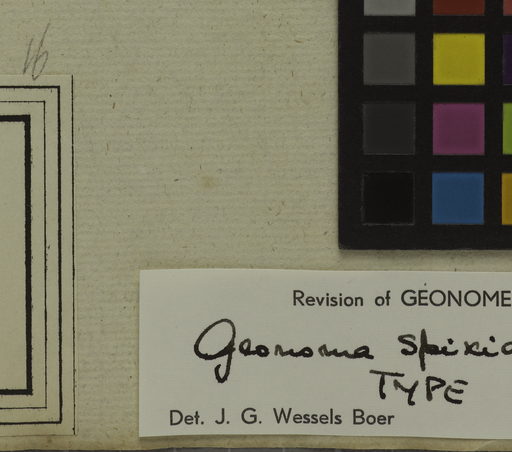 16
Revision of GEONOME
Geonoma spixia
TYPE
Det. J. G. Wessels Boer